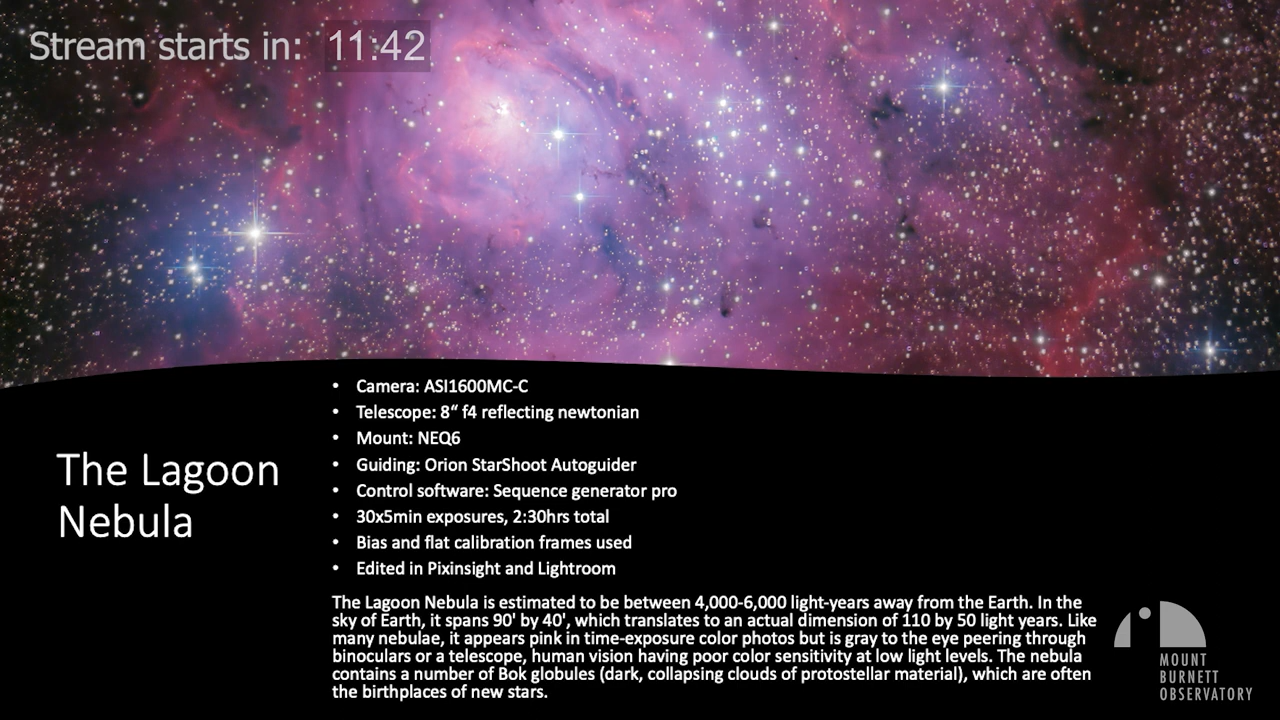 Stream starts in: 11:42
• Camera: ASI1600MC-C
• Telescope: 8“ f4 reflecting newtonian
• Mount: NEQ6
• Guiding: Orion StarShoot Autoguider
• Control software: Sequence generator pro
• 30x5min exposures, 2:30hrs total
• Bias and flat calibration frames used
• Edited in Pixinsight and Lightroom
The Lagoon
Nebula
The Lagoon Nebula is estimated to be between 4,000-6,000 light-years away from the Earth. In the
sky of Earth, it spans 90' by 40', which translates to an actual dimension of 110 by 50 light years. Like
many nebulae, it appears pink in time-exposure color photos but is gray to the eye peering through
binoculars or a telescope, human vision having poor color sensitivity at low light levels. The nebula
contains a number of Bok globules (dark, collapsing clouds of protostellar material), which are often
the birthplaces of new stars.
MOUNT
BURNETT
OBSERVATORY